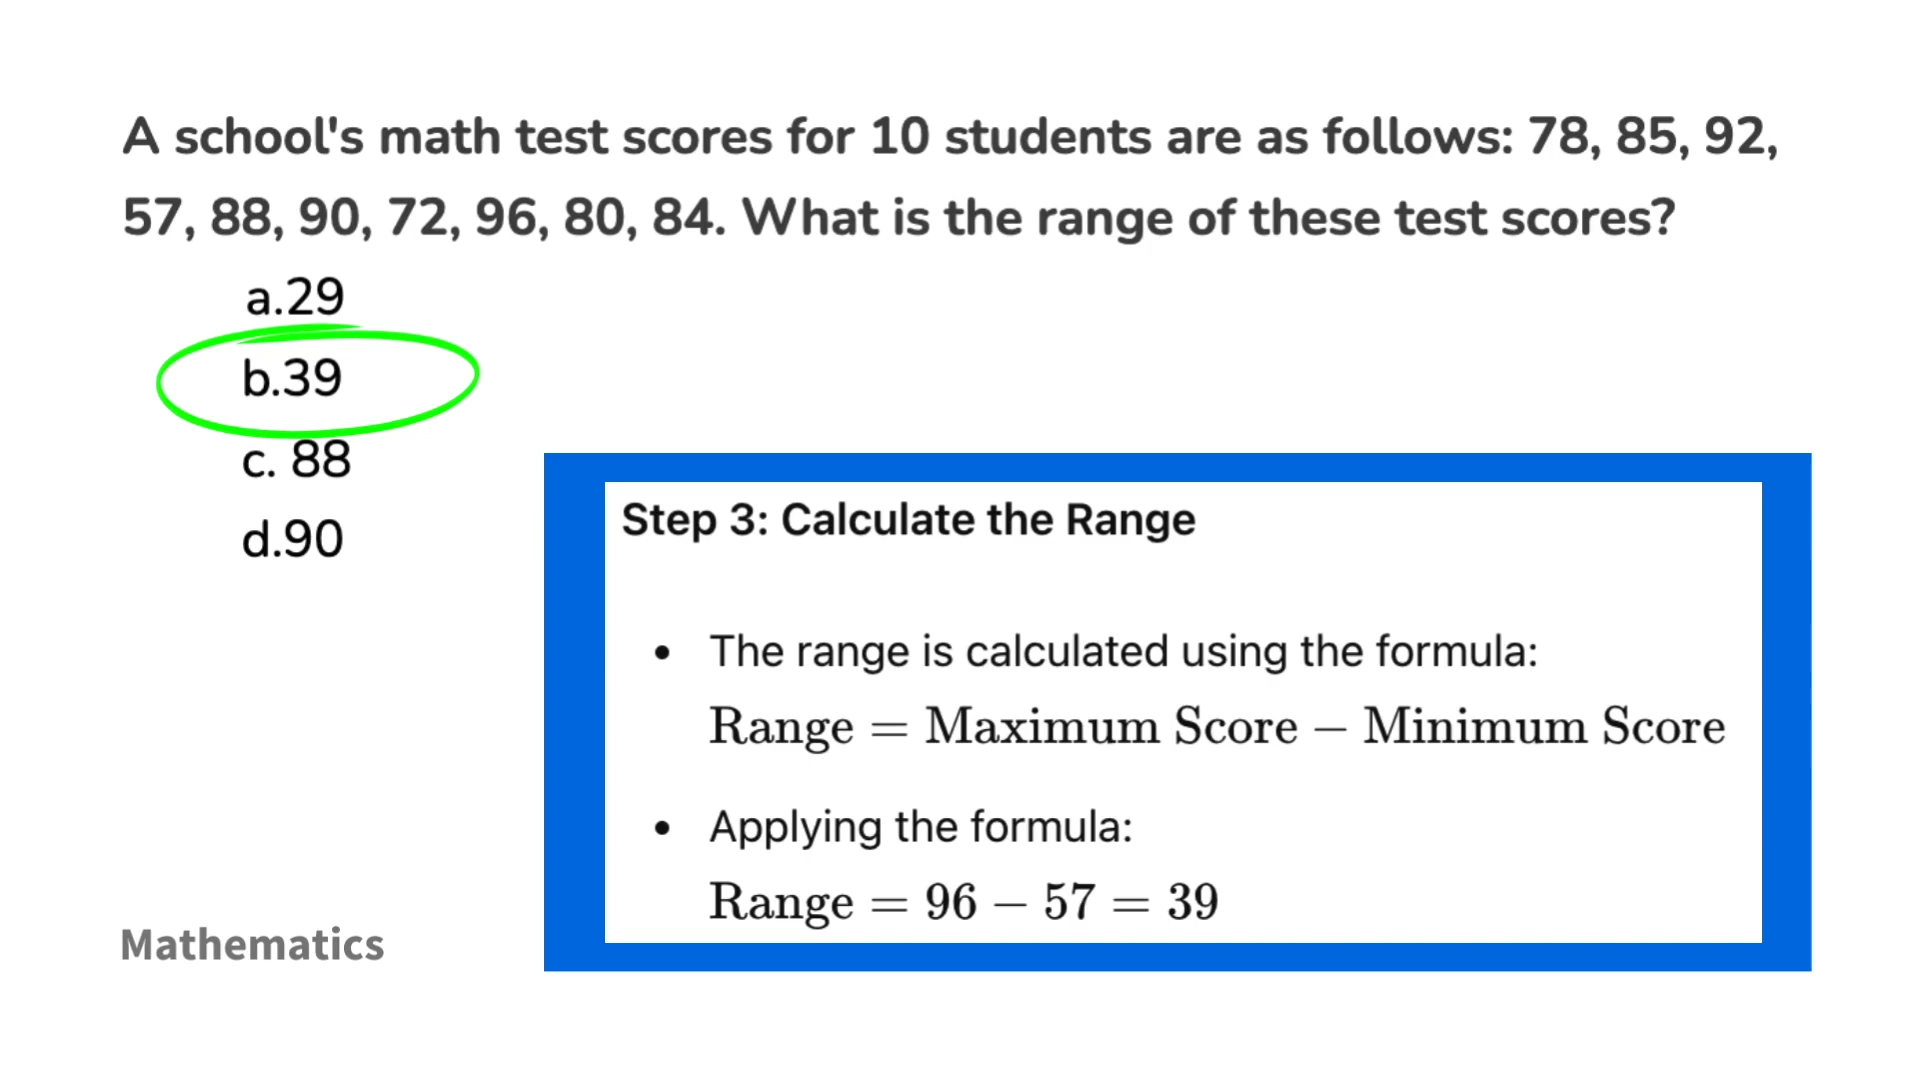 A school's math test scores for 10 students are as follows: 78, 85, 92,
57, 88, 90, 72, 96, 80, 84. What is the range of these test scores?
a.29
b.39
c. 88
d.90
Step 3: Calculate the Range
• The range is calculated using the formula:
Range = Maximum Score − Minimum Score
• Applying the formula:
Range = 96 − 57 = 39
Mathematics